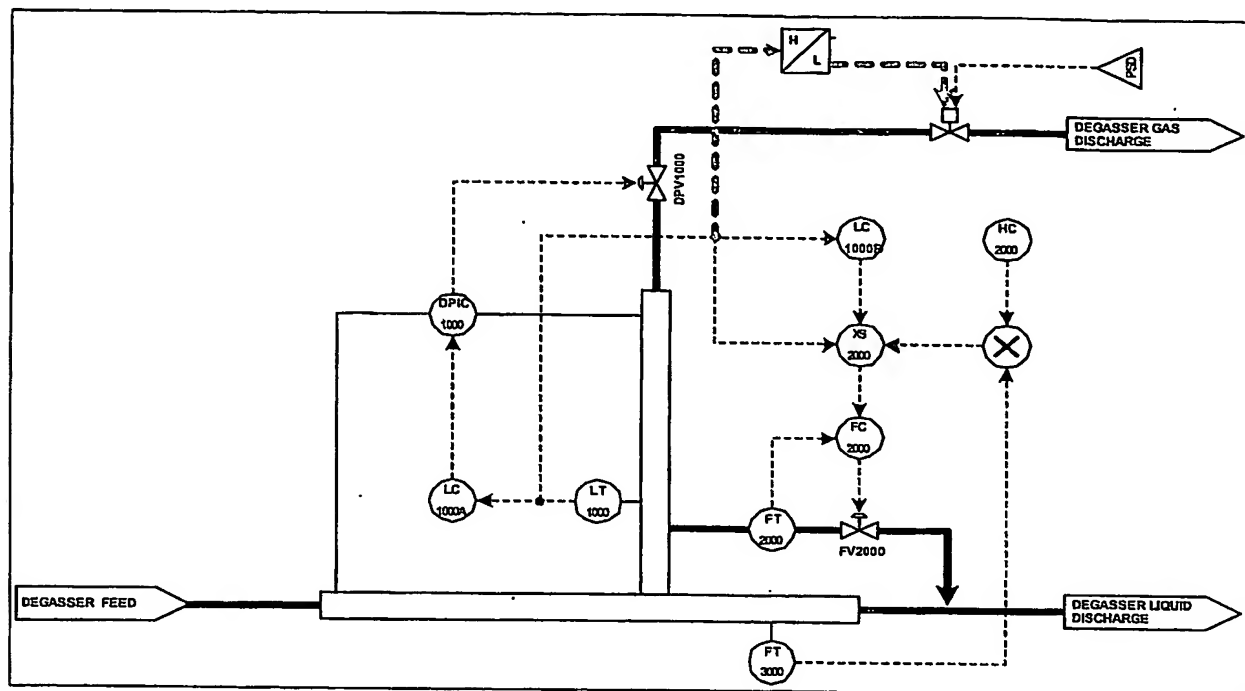 H
L
PSD
DEGASSER GAS
DISCHARGE
DPV1000
LC
1000B
HC
2000
DPIC
1000
XS
2000
FC
2000
LC
1000A
LT
1000
FT
2000
FV2000
DEGASSER FEED
DEGASSER LIQUID
DISCHARGE
FT
3000